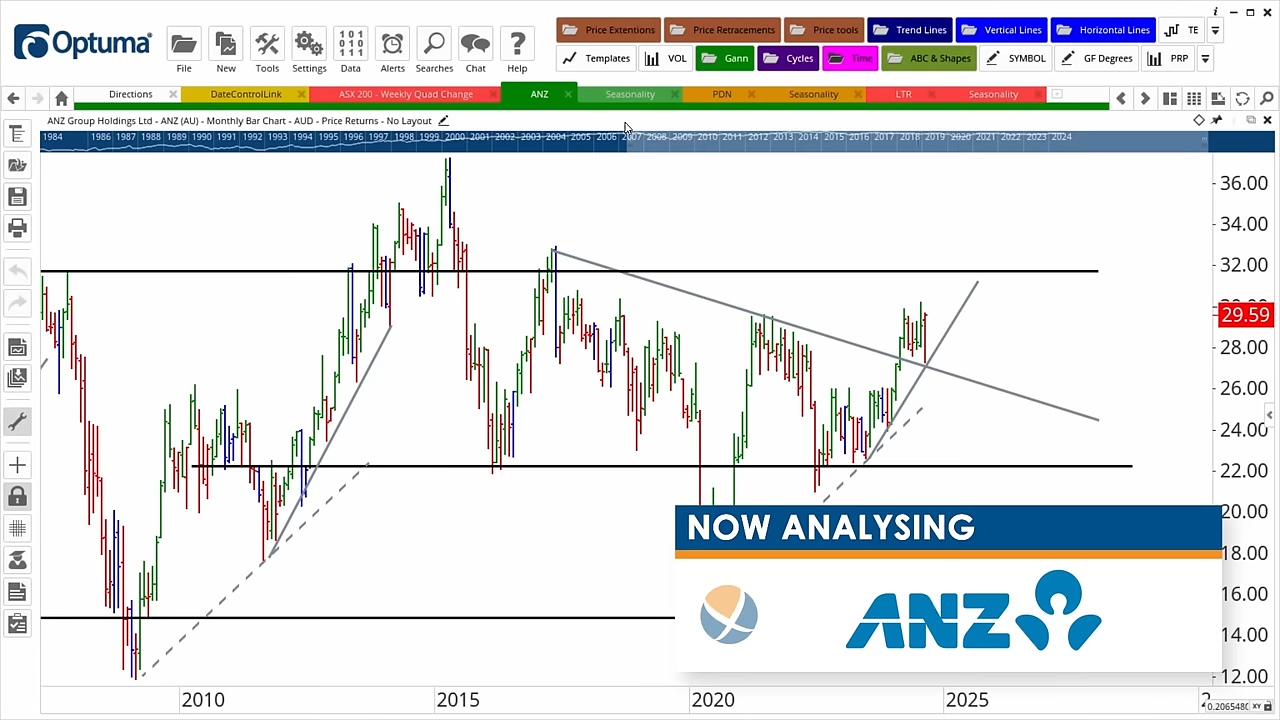 i
Optuma
File
New
Tools
Settings
101
010
101
Data
Alerts
Searches
Chat
?
Help
Price Extentions
Price Retracements
Price tools
Trend Lines
Vertical Lines
Horizontal Lines
TE
Templates
VOL
Gann
Cycles
Time
ABC & Shapes
SYMBOL
GF Degrees
PRP
Directions
DateControlLink
ASX 200 - Weekly Quad Change
ANZ
Seasonality
PDN
Seasonality
LTR
Seasonality
ANZ Group Holdings Ltd - ANZ (AU) - Monthly Bar Chart - AUD - Price Returns - No Layout
1984 1986 1987 1988 1989 1990 1991 1992 1993 1994 1995 1996 1997 1998 1999 2000 2001 2002 2003 2004 2005 2006 2007 2008 2009 2010 2011 2012 2013 2014 2015 2016 2017 2018 2019 2020 2021 2022 2023 2024
36.00
34.00
32.00
29.59
28.00
26.00
24.00
22.00
20.00
18.00
16.00
14.00
12.00
NOW ANALYSING
ANZ
2010
2015
2020
2025
0.2065480
XY